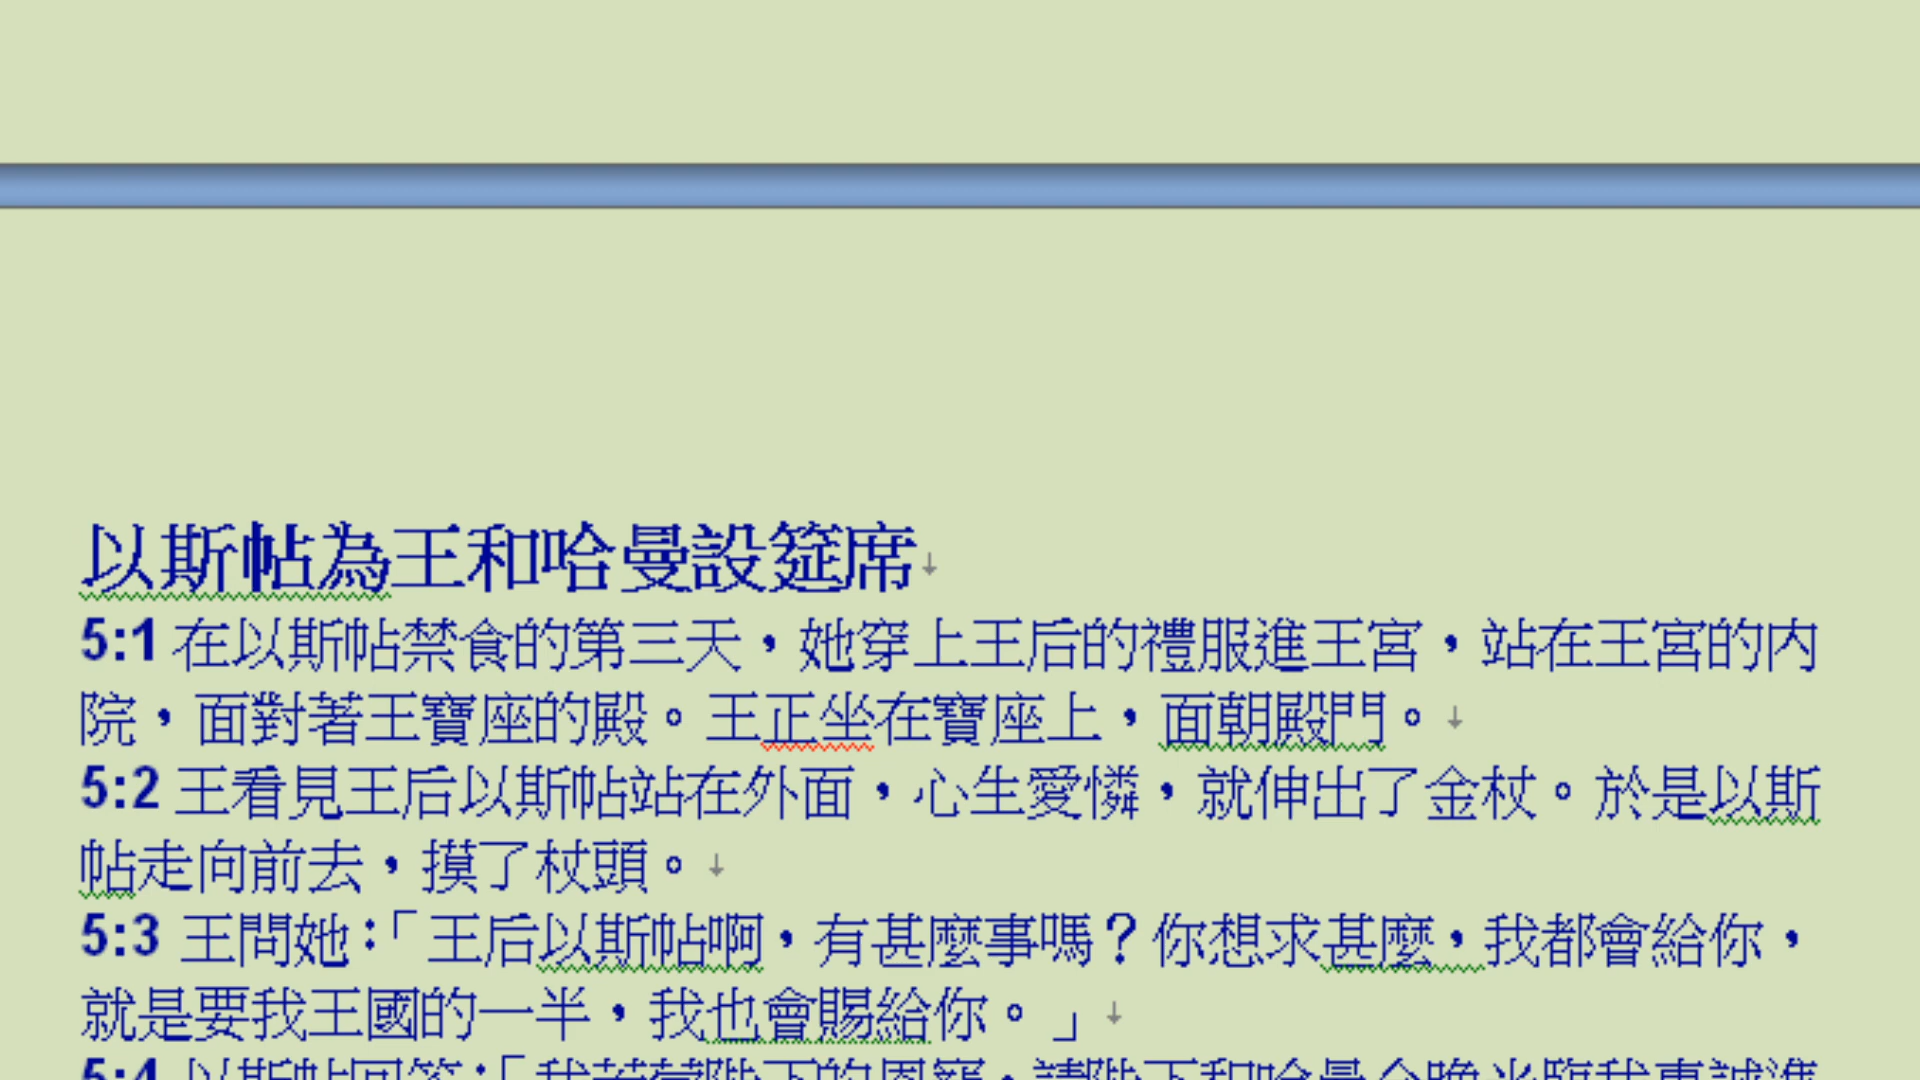 以斯帖為王和哈曼設筵席↓
5:1 在以斯帖禁食的第三天，她穿上王后的禮服進王宮，站在王宮的內
院，面對著王寶座的殿。王正坐在寶座上，面朝殿門。↓
5:2 王看見王后以斯帖站在外面，心生愛憐，就伸出了金杖。於是以斯
帖走向前去，摸了杖頭。↓
5:3 王問她：「王后以斯帖啊，有甚麼事嗎？你想求甚麼，我都會給你，
就是要我王國的一半，我也會賜給你。」↓
5:4 以斯帖回答：「我若蒙陛下的恩寵，請陛下和哈曼今晚光臨我專誠準